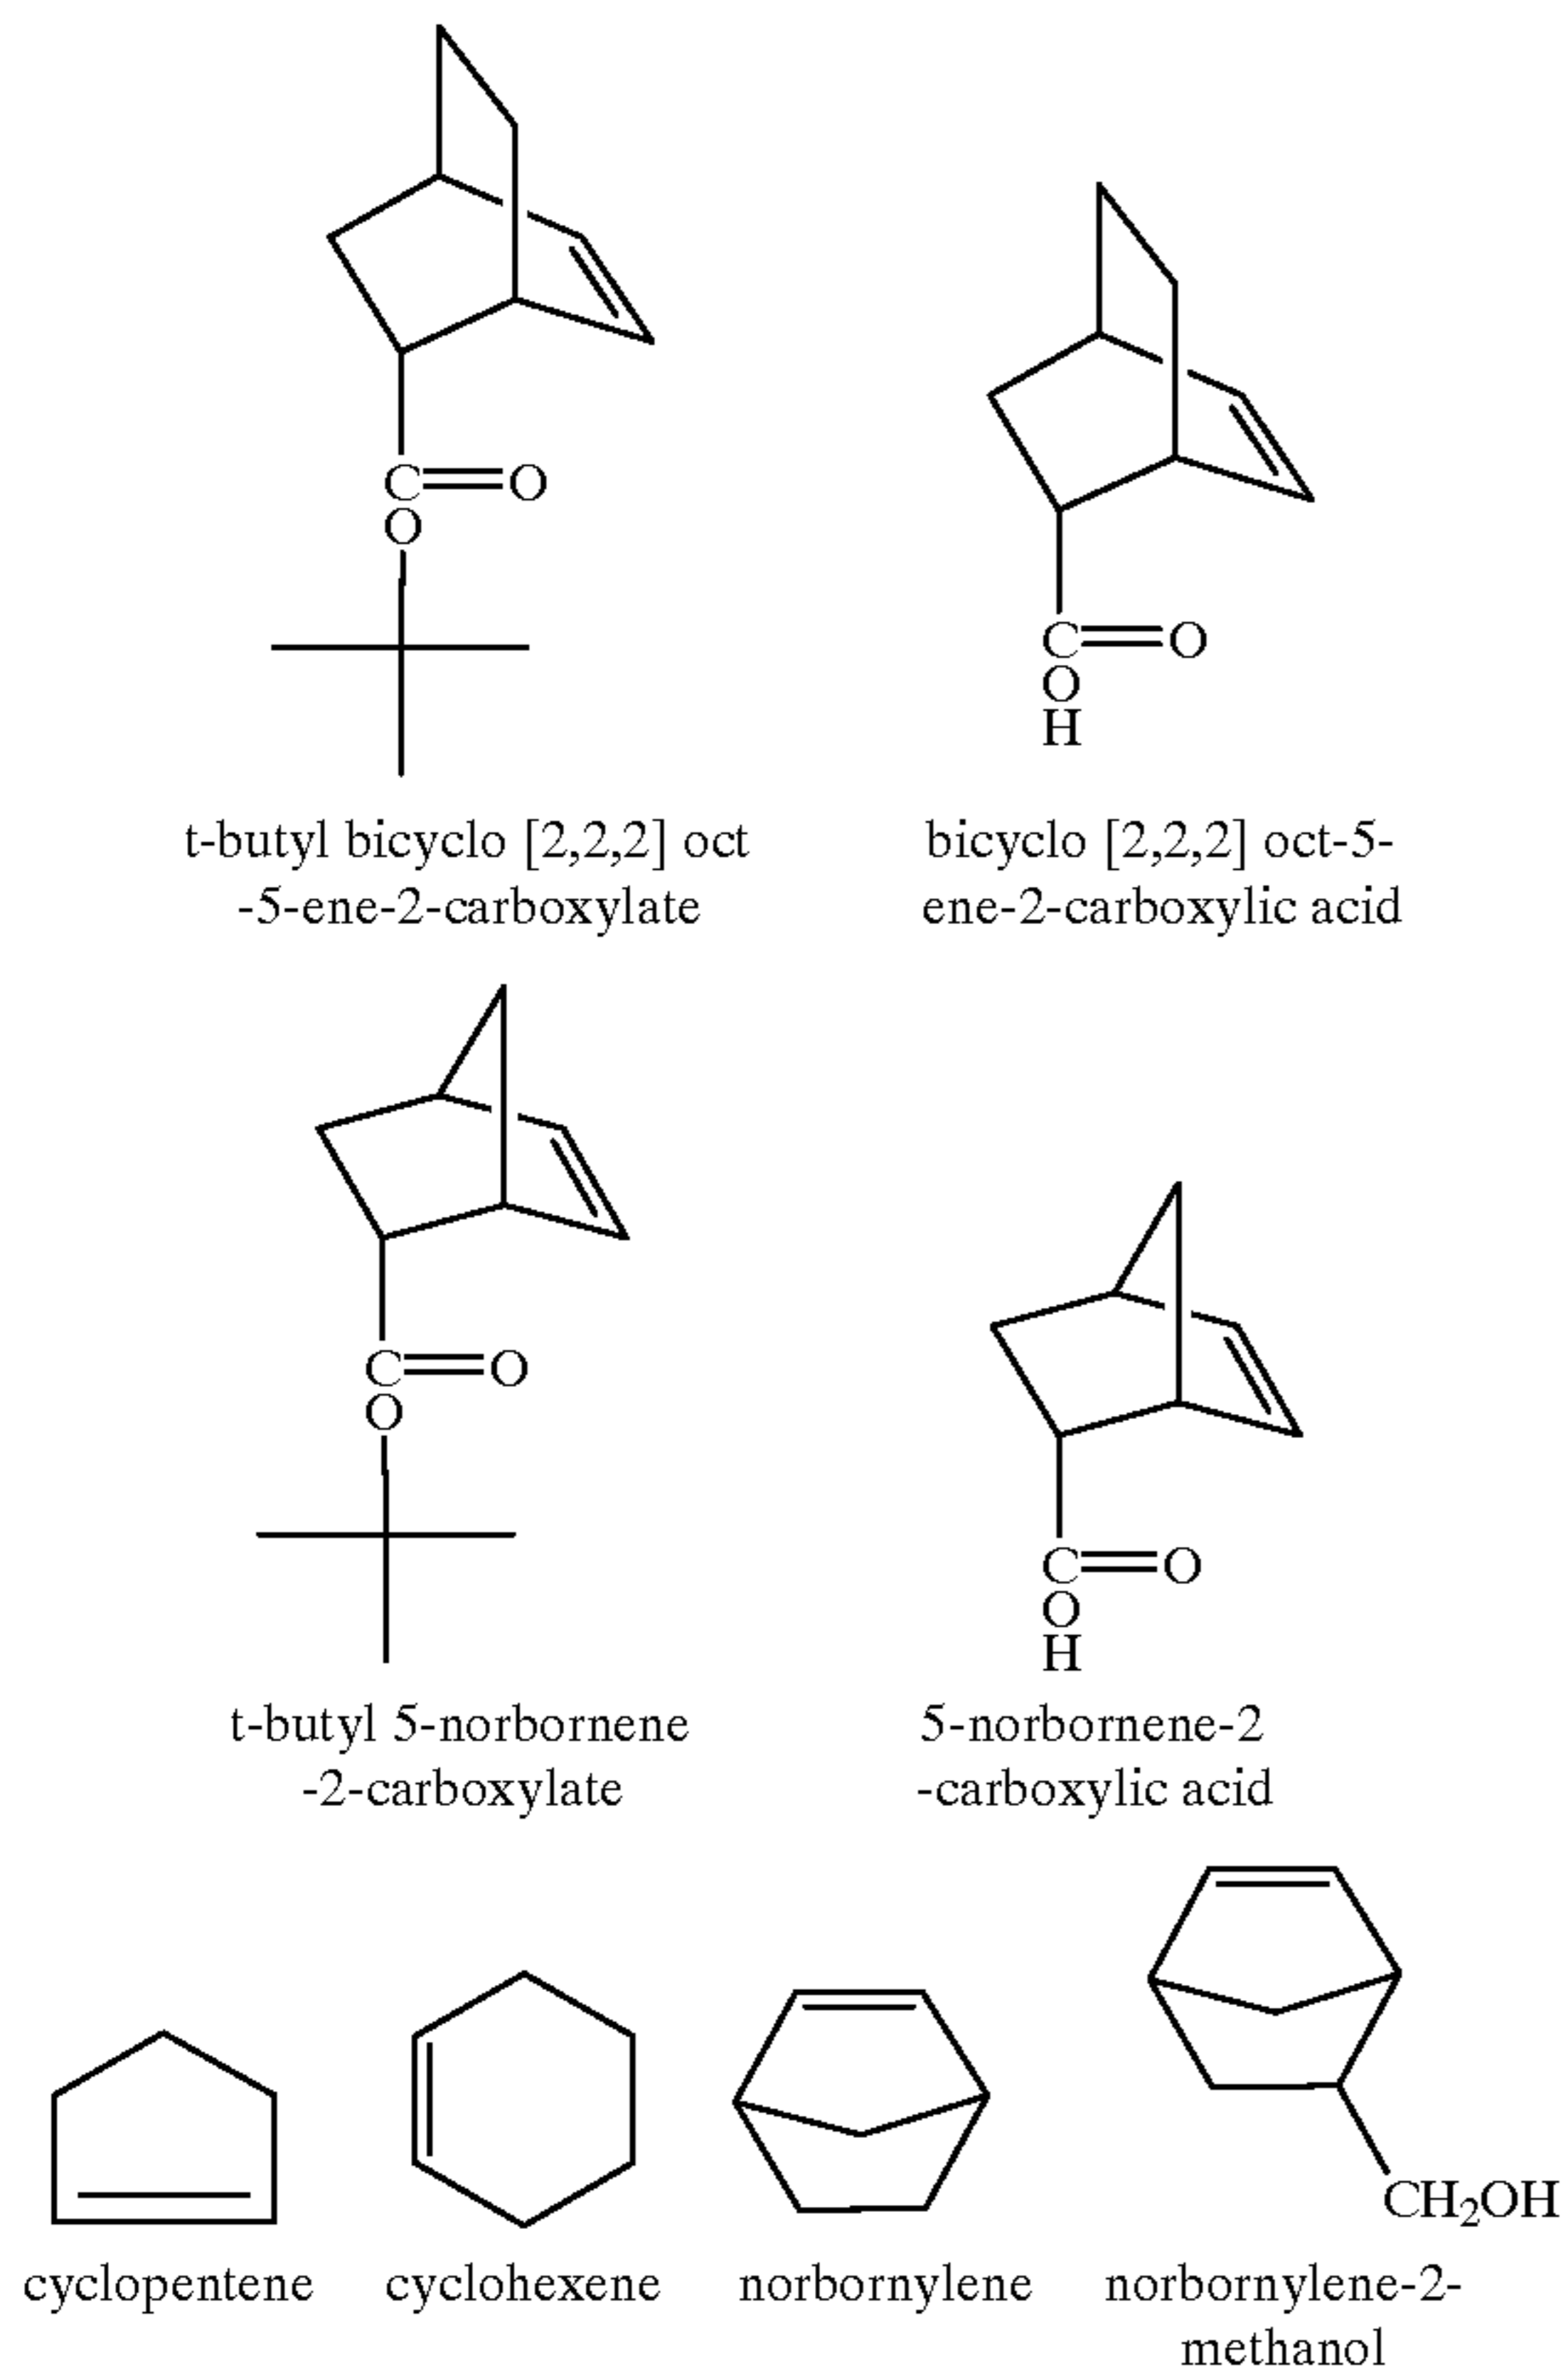 C=O
O
C=O
O
H
t-butyl bicyclo [2,2,2] oct
-5-ene-2-carboxylate
bicyclo [2,2,2] oct-5-
ene-2-carboxylic acid
C=O
O
C=O
O
H
t-butyl 5-norbornene
-2-carboxylate
5-norbornene-2
-carboxylic acid
CH₂OH
cyclopentene
cyclohexene
norbornylene
norbornylene-2-
methanol